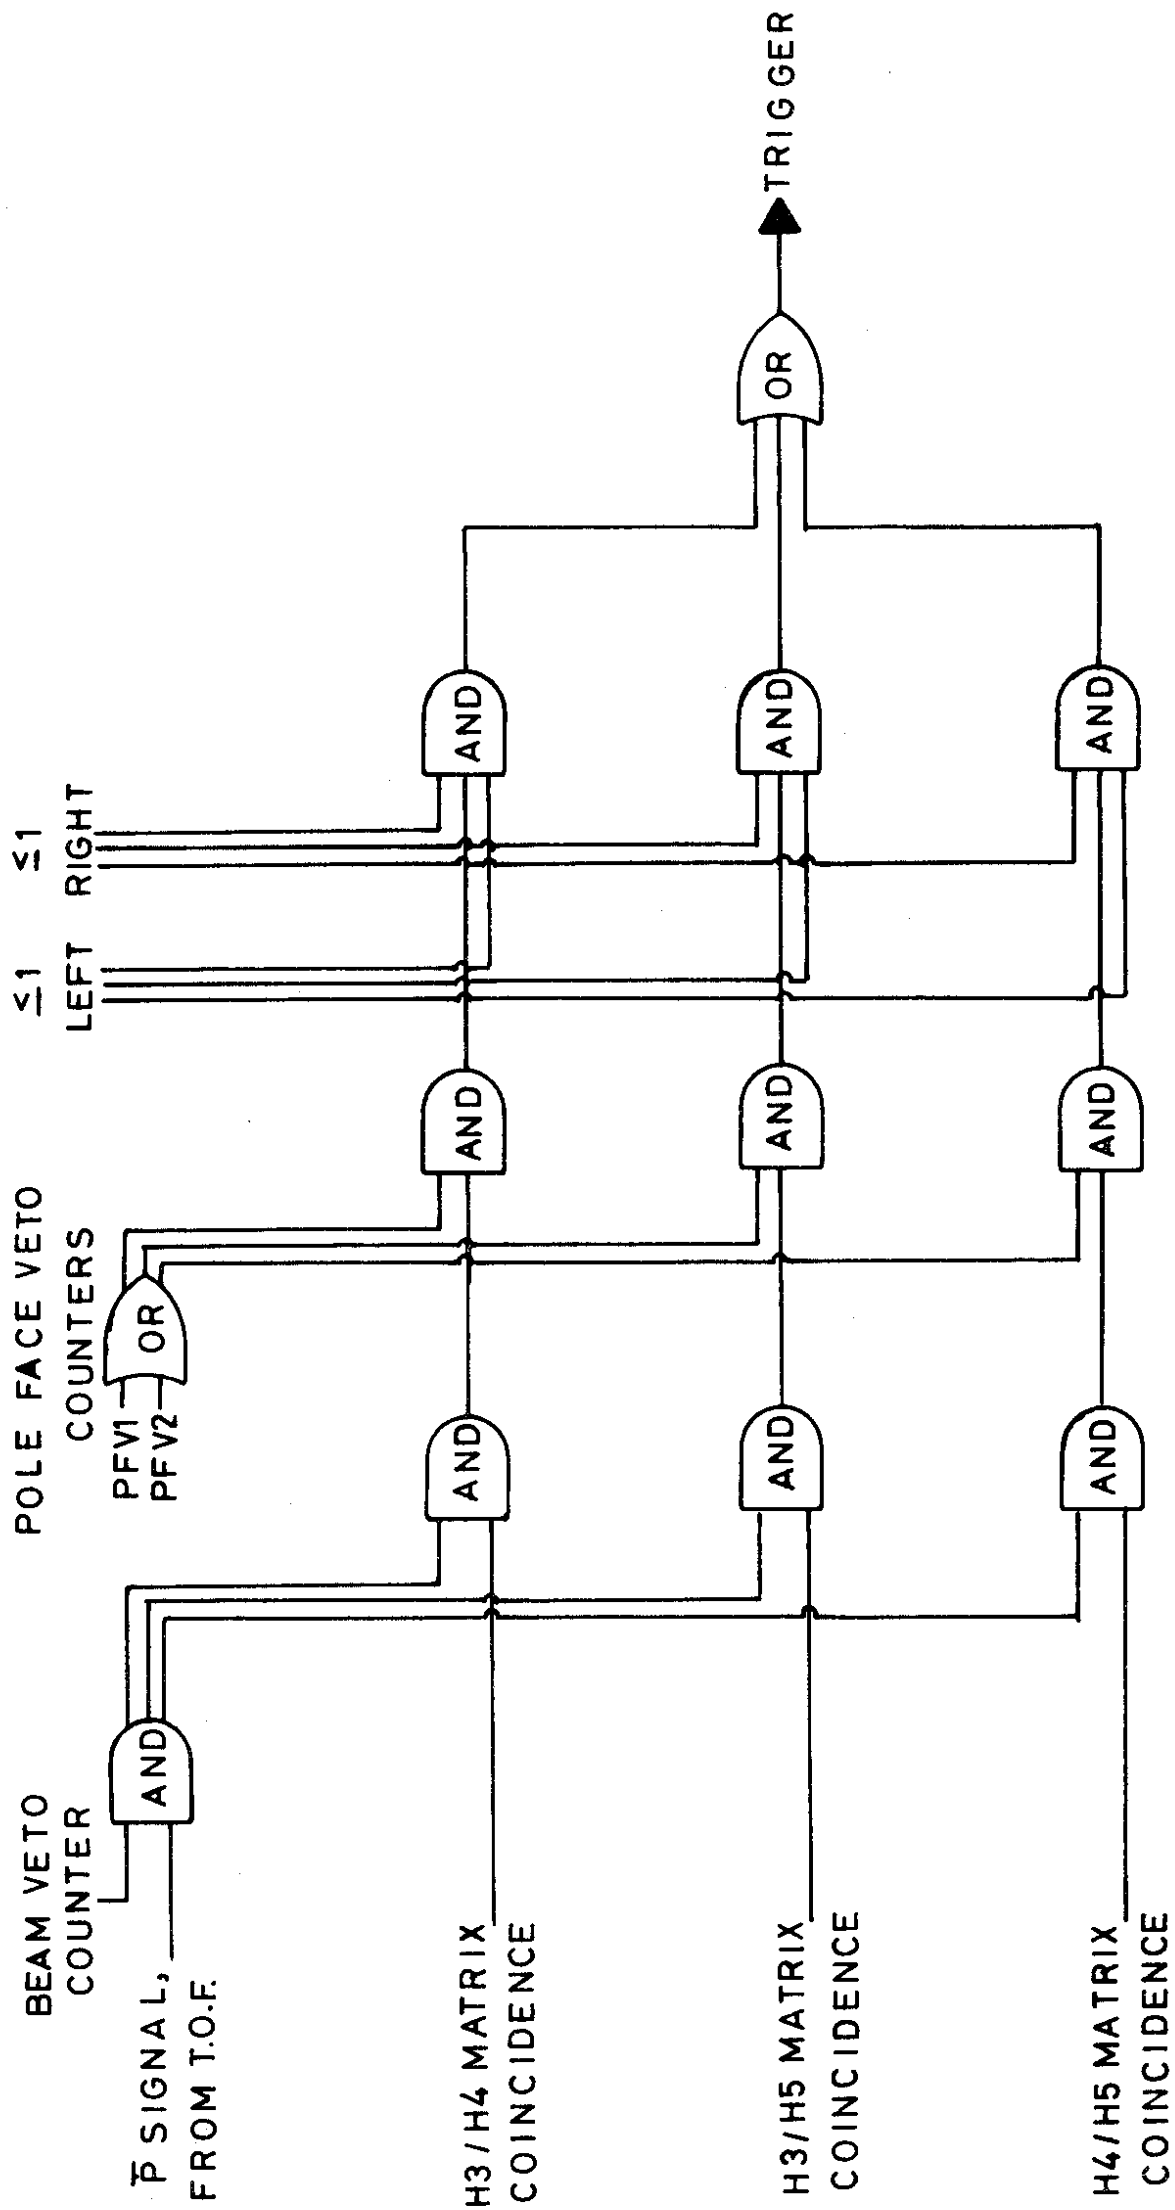 BEAM VETO
COUNTER
P̅ SIGNAL,
FROM T.O.F.
AND
POLE FACE VETO
COUNTERS
PFV1
PFV2
OR
≤1
LEFT
≤1
RIGHT
H3/H4 MATRIX
COINCIDENCE
AND
AND
AND
H3/H5 MATRIX
COINCIDENCE
AND
AND
AND
H4/H5 MATRIX
COINCIDENCE
AND
AND
AND
OR
TRIGGER